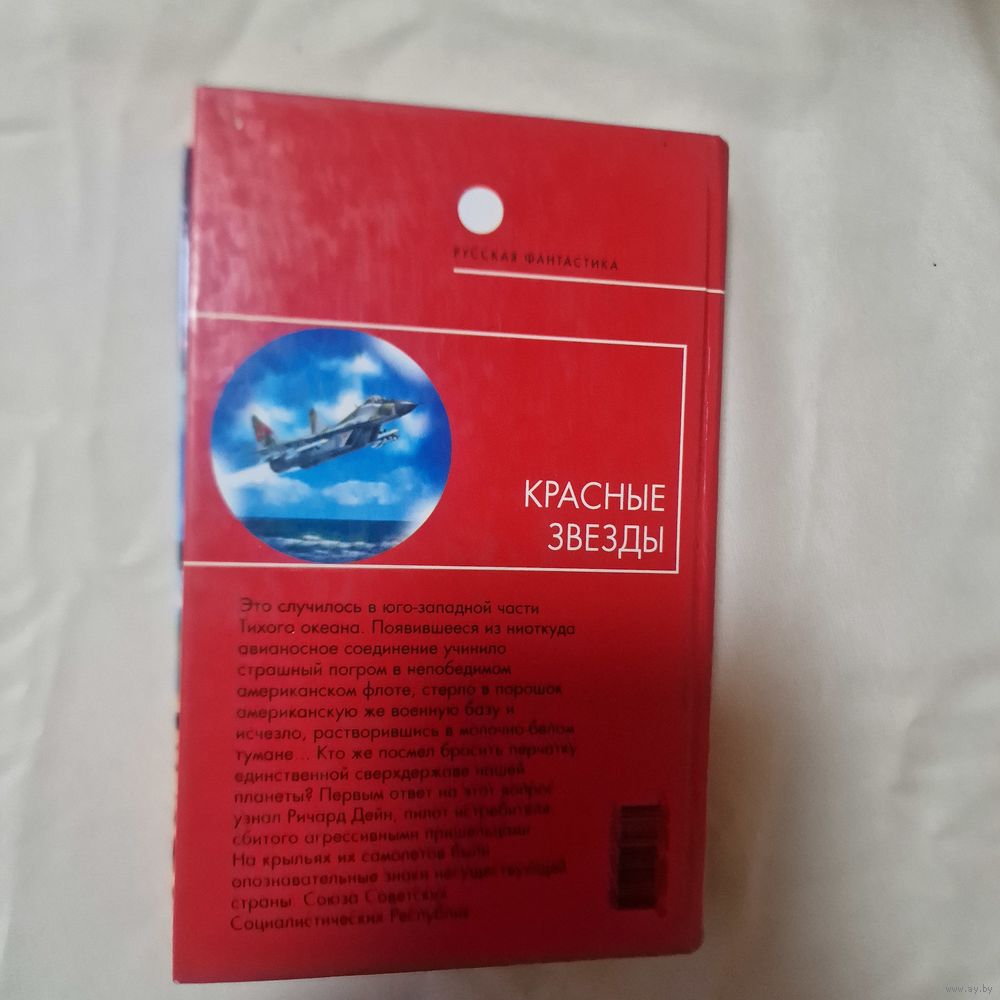 РУССКАЯ ФАНТАСТИКА
КРАСНЫЕ
ЗВЕЗДЫ
Это случилось в юго-западной части
Тихого океана. Появившееся из ниоткуда
авианосное соединение учинило
страшный погром в непобедимом
американском флоте, стерло в порошок
американскую же военную базу и
исчезло, растворившись в молочно-белом
тумане... Кто же посмел бросить перчатку
единственной сверхдержаве нашей
планеты? Первым ответ на этот вопрос
узнал Ричард Дейн, пилот истребителя
сбитого агрессивными пришельцами
На крыльях их самолетов были
опознавательные знаки несуществующей
страны Союза Советских
Социалистических Республик
www.ay.by